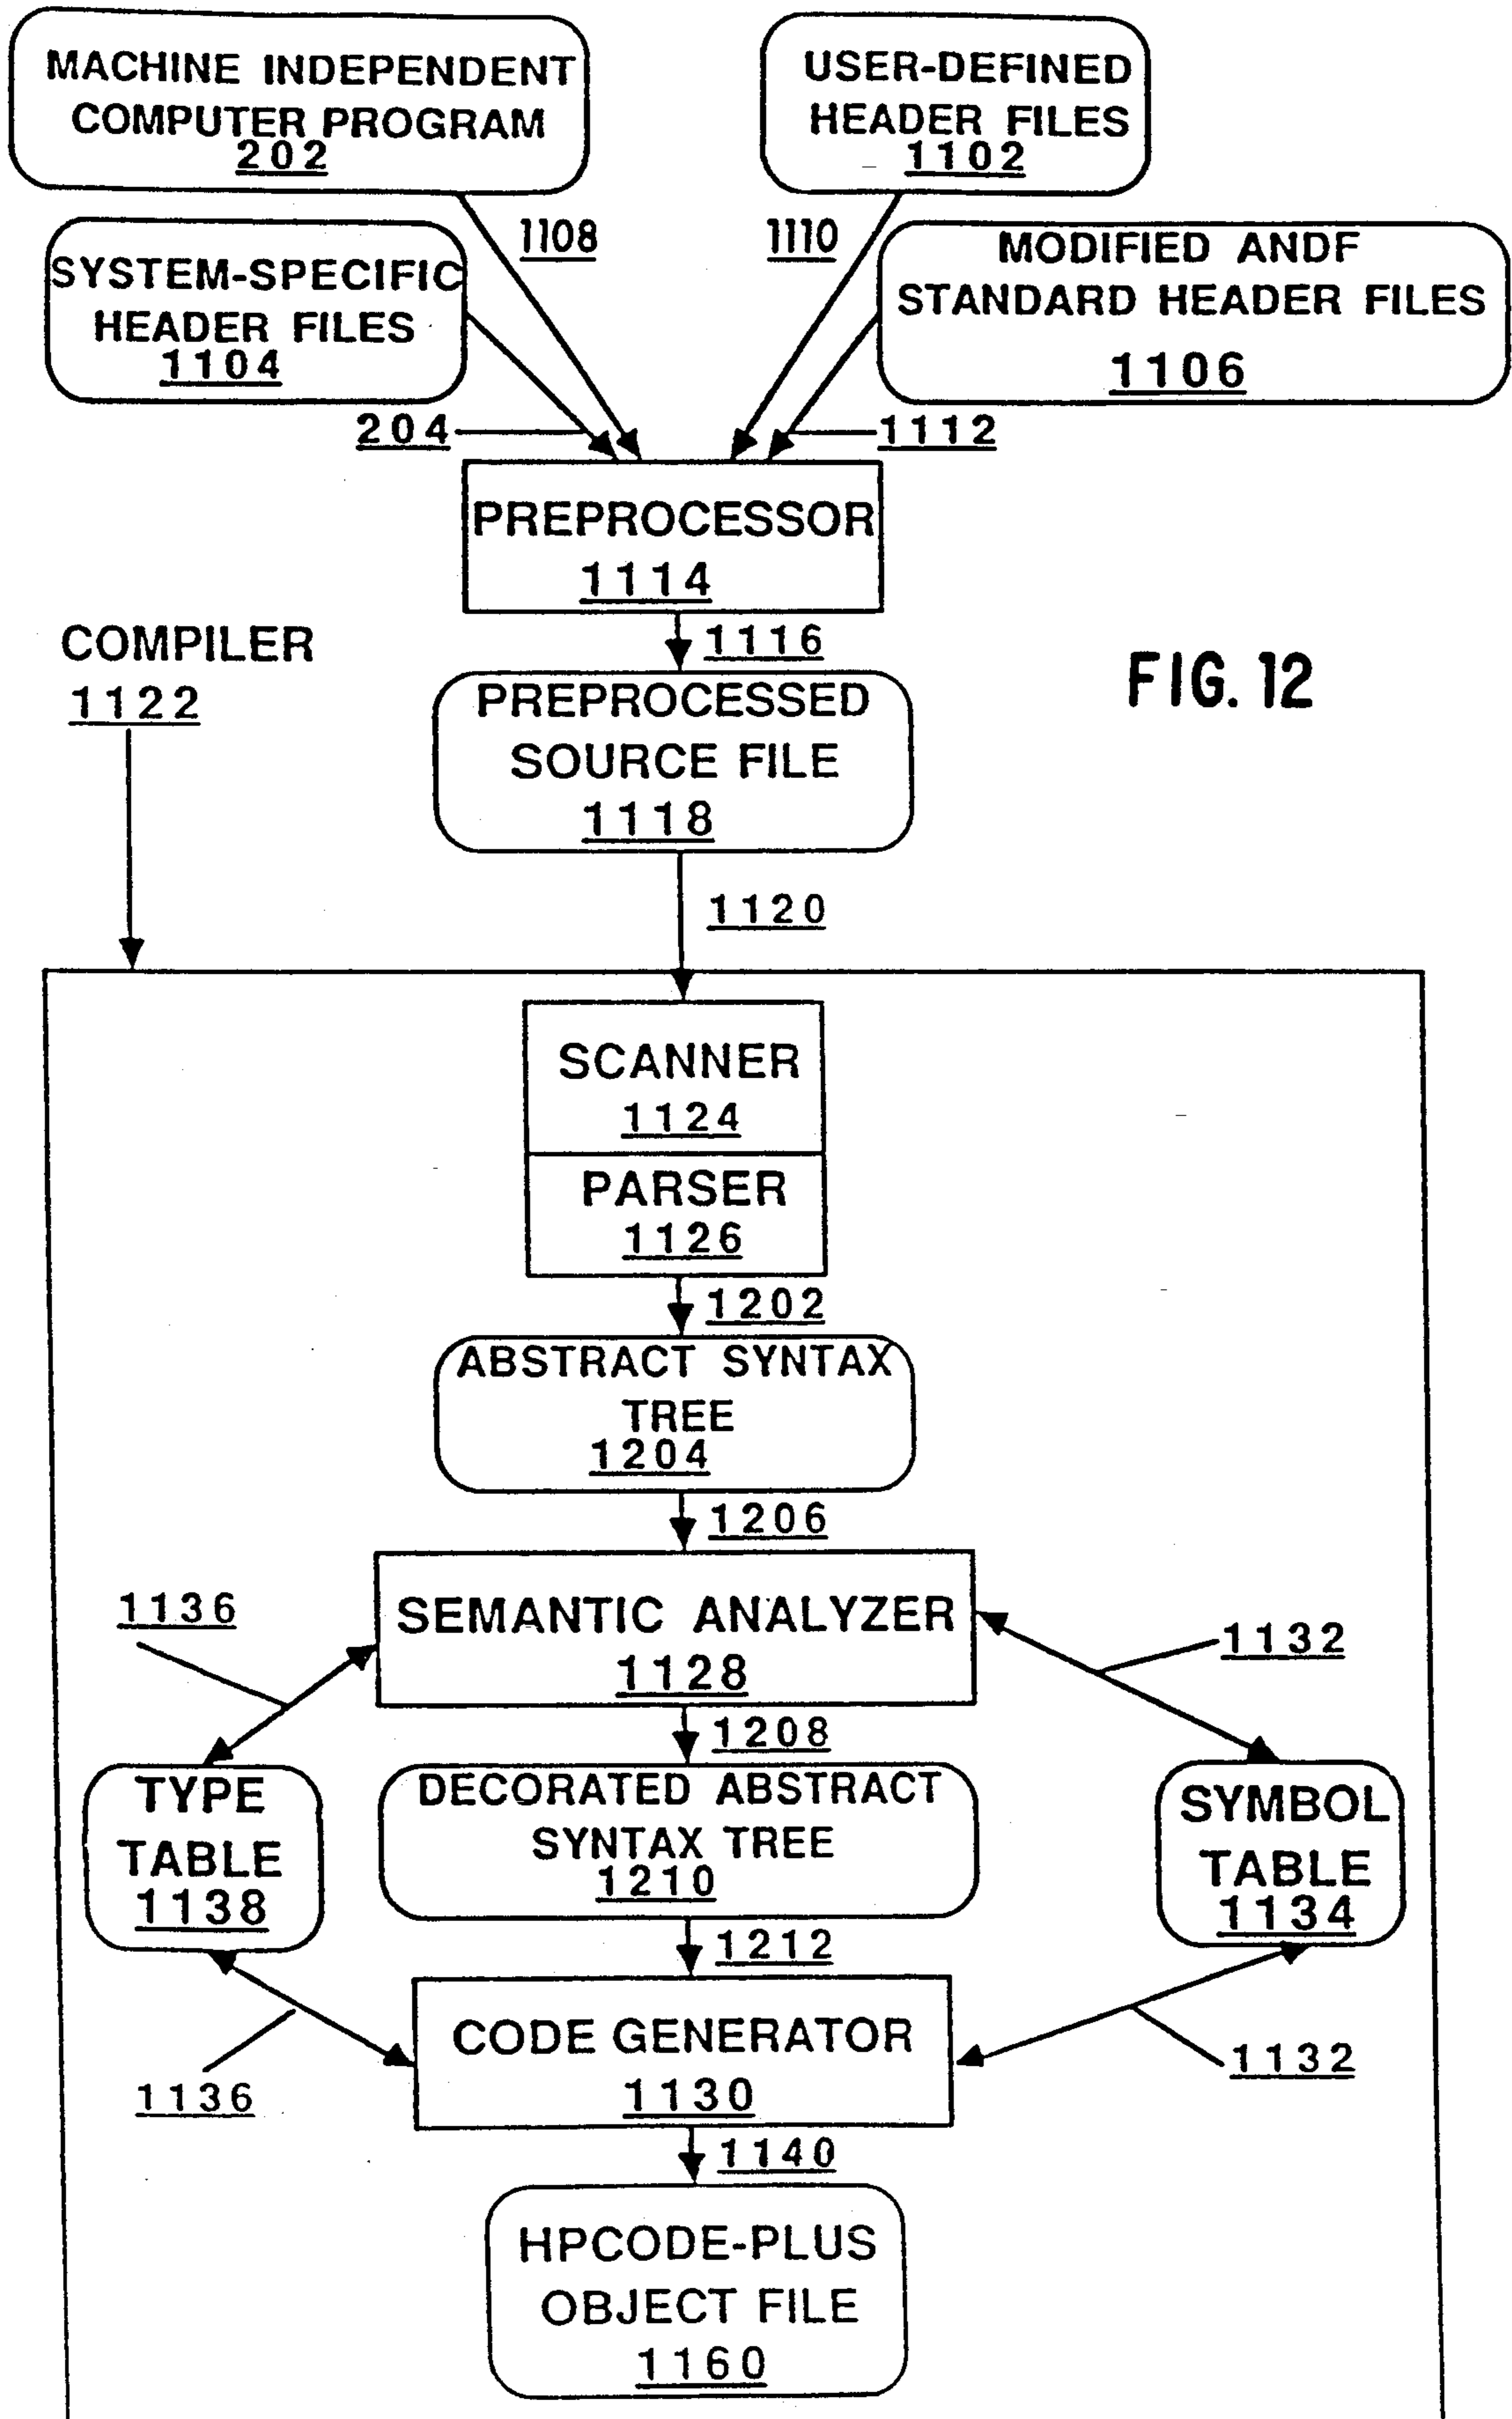 MACHINE INDEPENDENT
COMPUTER PROGRAM
202
USER-DEFINED
HEADER FILES
1102
1108
1110
SYSTEM-SPECIFIC
HEADER FILES
1104
MODIFIED ANDF
STANDARD HEADER FILES
1106
204
1112
PREPROCESSOR
1114
1116
COMPILER
1122
FIG. 12
PREPROCESSED
SOURCE FILE
1118
1120
SCANNER
1124
PARSER
1126
1202
ABSTRACT SYNTAX
TREE
1204
1206
1136
SEMANTIC ANALYZER
1128
1132
1208
TYPE
TABLE
1138
DECORATED ABSTRACT
SYNTAX TREE
1210
SYMBOL
TABLE
1134
1212
CODE GENERATOR
1130
1136
1132
1140
HPCODE-PLUS
OBJECT FILE
1160